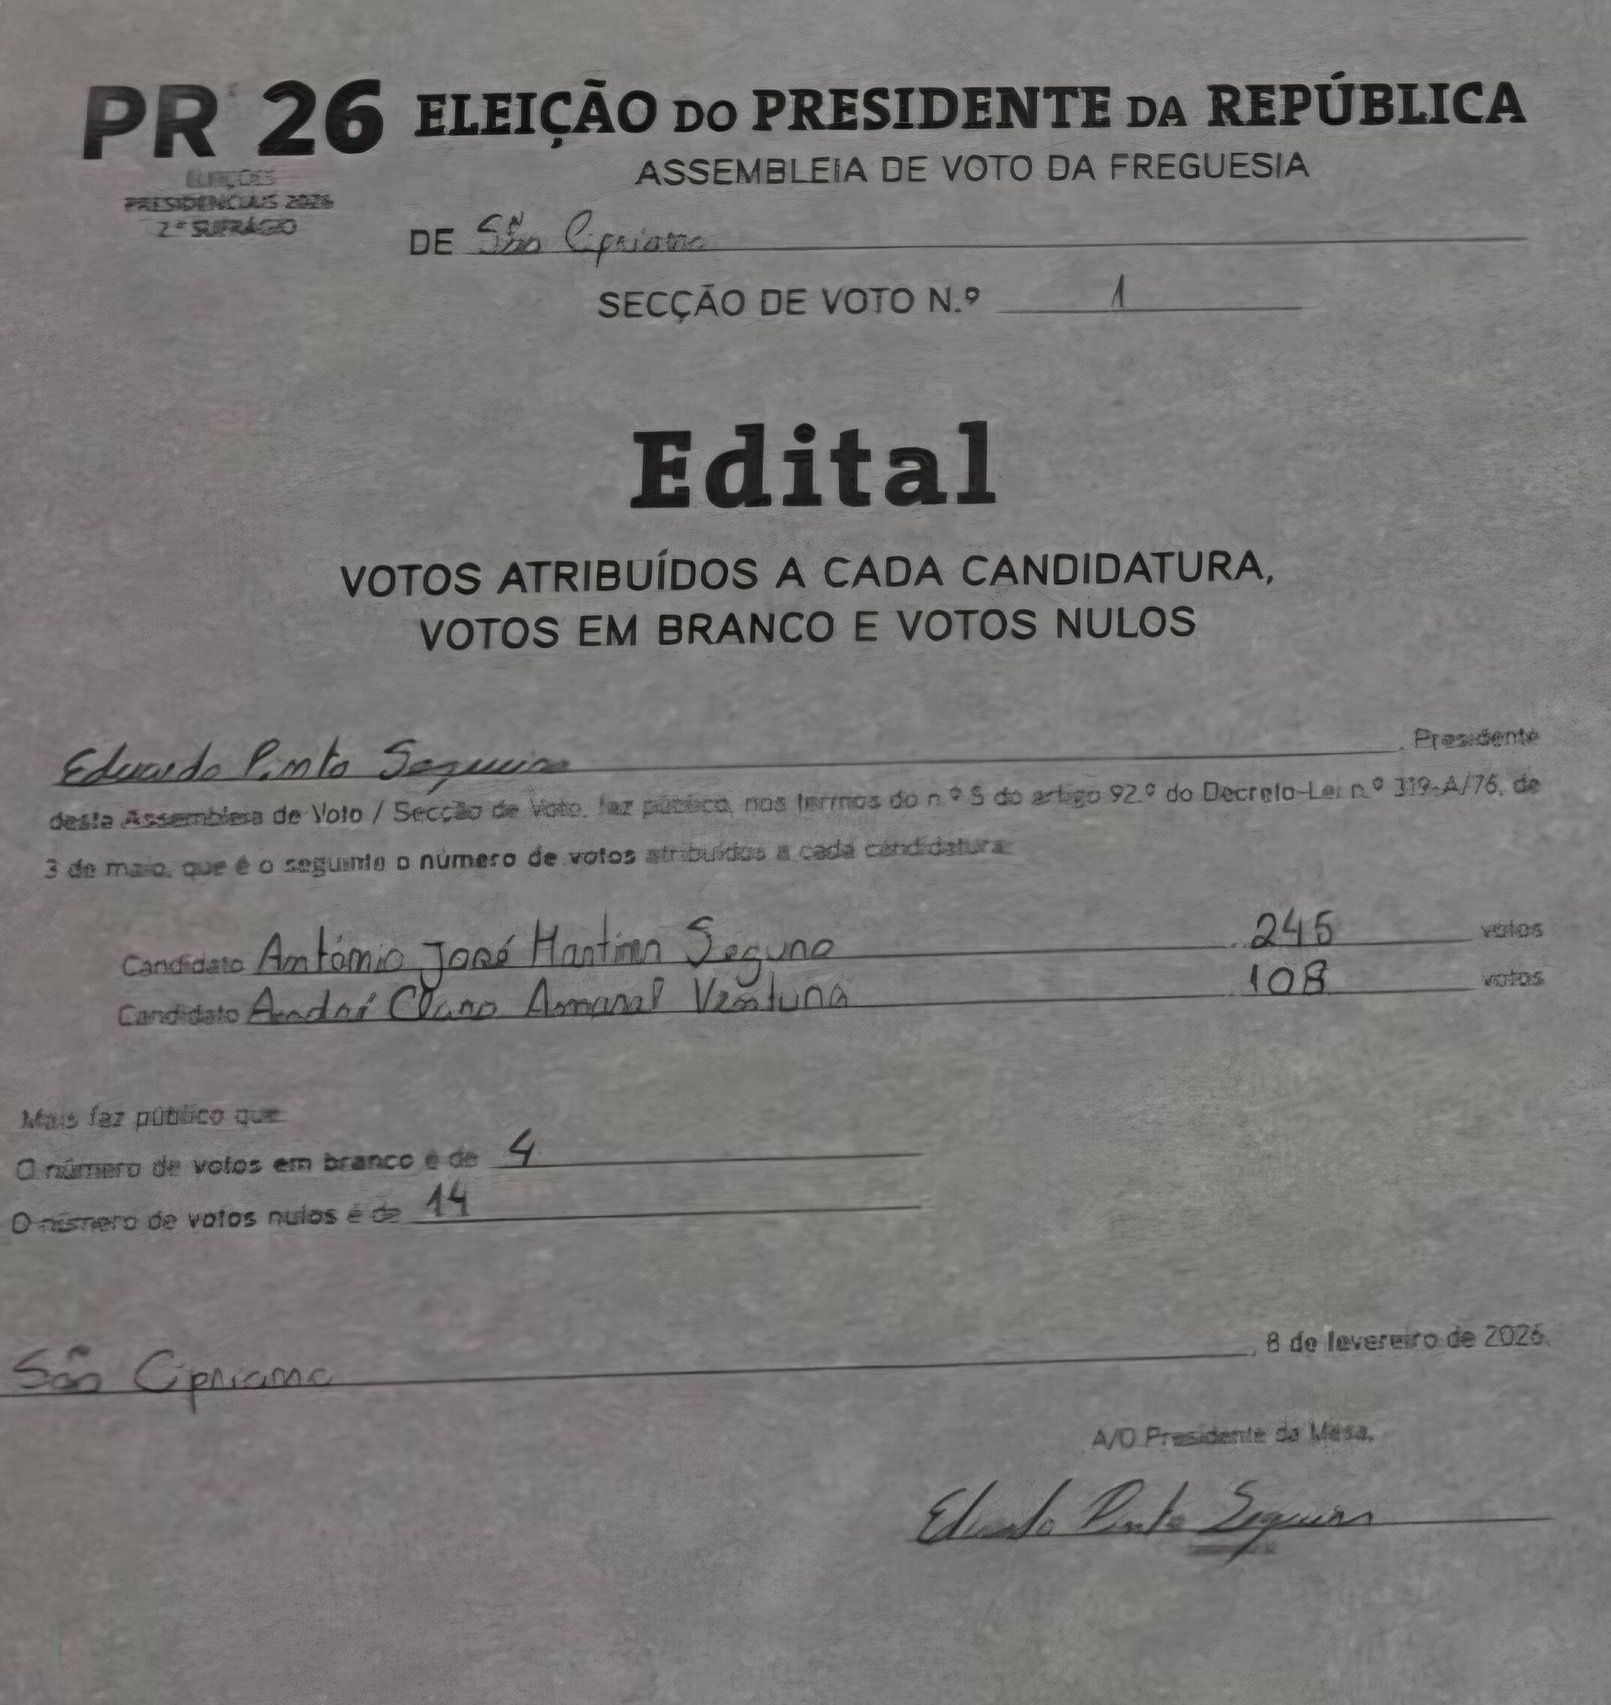 PR 26 ELEIÇÃO DO PRESIDENTE DA REPÚBLICA
ASSEMBLEIA DE VOTO DA FREGUESIA
ELEIÇÕES
PRESIDENCIAIS 2026
2.º SUFRÁGIO
DE São Cipriano
SECÇÃO DE VOTO N.º 1
Edital
VOTOS ATRIBUÍDOS A CADA CANDIDATURA,
VOTOS EM BRANCO E VOTOS NULOS
Eduardo Pinto Sequeira, Presidente
desta Assembleia de Voto / Secção de Voto, faz público, nos termos do n.º 5 do artigo 92.º do Decreto-Lei n.º 319-A/76, de
3 de maio, que é o seguinte o número de votos atribuídos a cada candidatura:
Candidato António José Martins Seguro, 245 votos
Candidato André Claro Amaral Ventura, 108 votos
Mais faz público que
O número de votos em branco é de 4
O número de votos nulos é de 14
São Cipriano, 8 de fevereiro de 2026.
A/O Presidente da Mesa,
Eduardo Pinto Sequeira